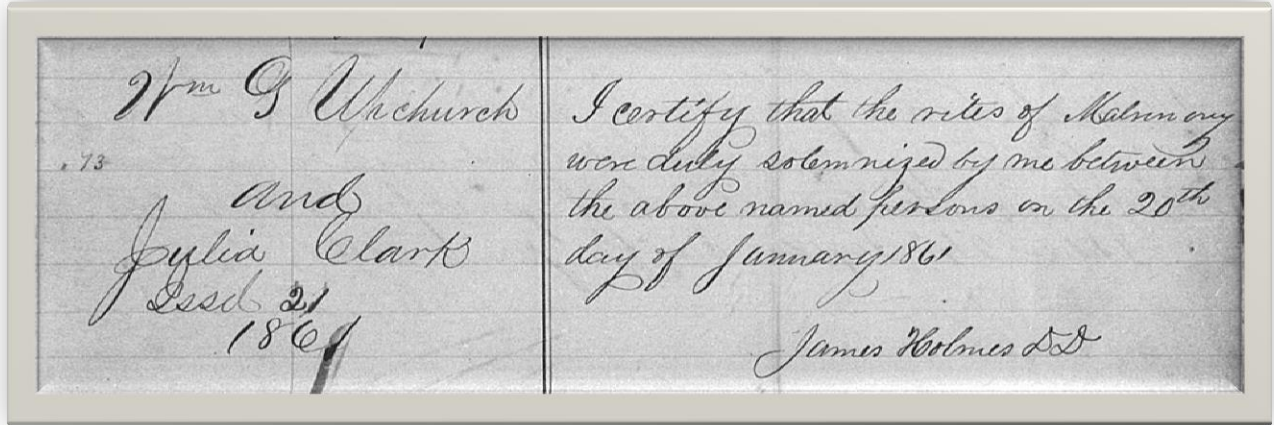 Wm G Uhchurch
.73
and
Julia Clark
Issd 21
1861
I certify that the rites of Matrimony
were duly solemnized by me between
the above named persons on the 20th
day of January 1861
James Holmes DD